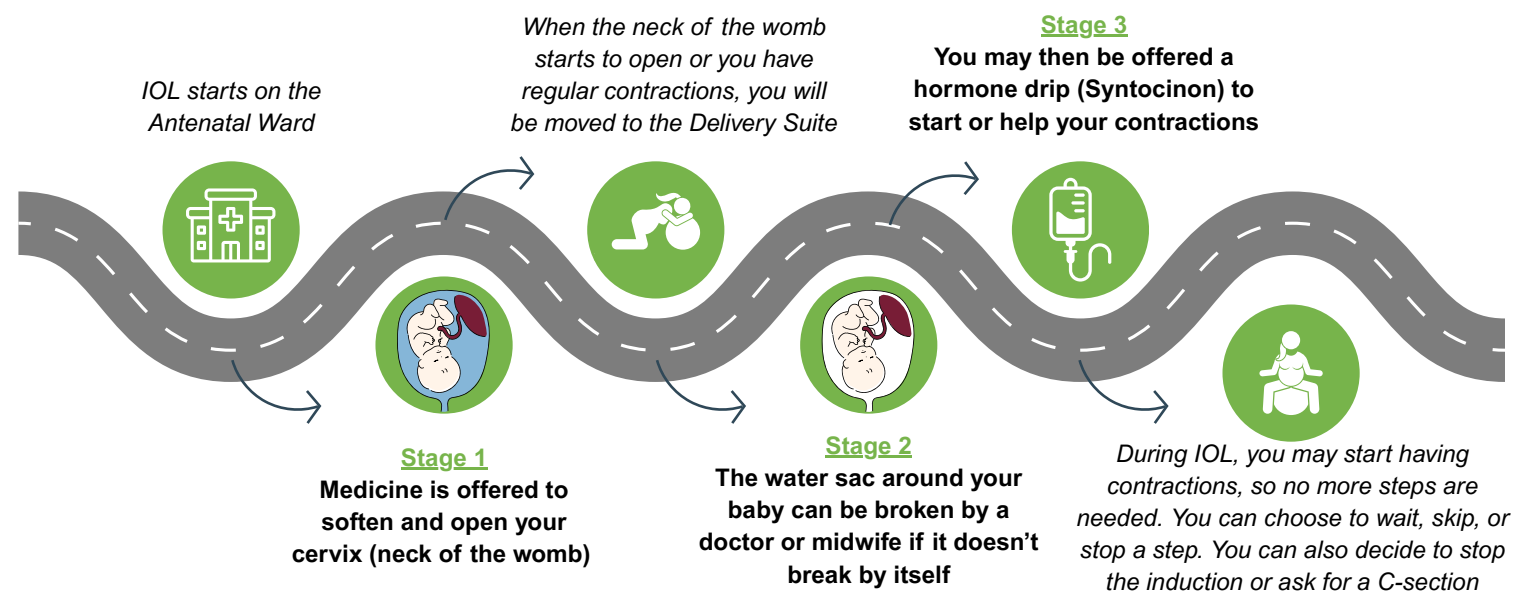 IOL starts on the
Antenatal Ward
Stage 1
Medicine is offered to
soften and open your
cervix (neck of the womb)
When the neck of the womb
starts to open or you have
regular contractions, you will
be moved to the Delivery Suite
Stage 2
The water sac around your
baby can be broken by a
doctor or midwife if it doesn’t
break by itself
Stage 3
You may then be offered a
hormone drip (Syntocinon) to
start or help your contractions
During IOL, you may start having
contractions, so no more steps are
needed. You can choose to wait, skip, or
stop a step. You can also decide to stop
the induction or ask for a C-section